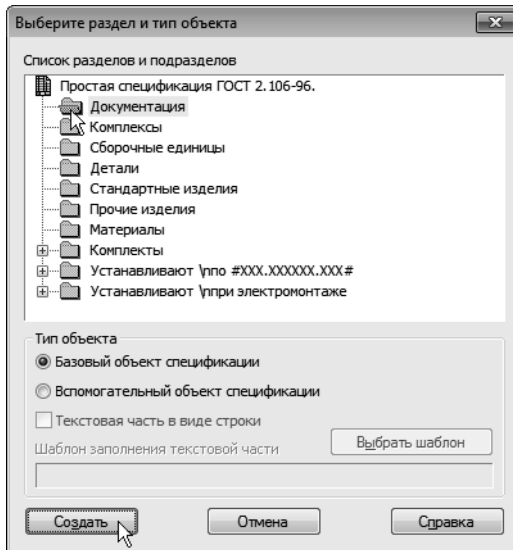 Выберите раздел и тип объекта
Список разделов и подразделов
Простая спецификация ГОСТ 2.106-96.
Документация
Комплексы
Сборочные единицы
Детали
Стандартные изделия
Прочие изделия
Материалы
Комплекты
Устанавливают \nпо #XXX.XXXXXX.XXX#
Устанавливают \nпри электромонтаже
Тип объекта
Базовый объект спецификации
Вспомогательный объект спецификации
Текстовая часть в виде строки
Шаблон заполнения текстовой части
Выбрать шаблон
Создать Отмена Справка